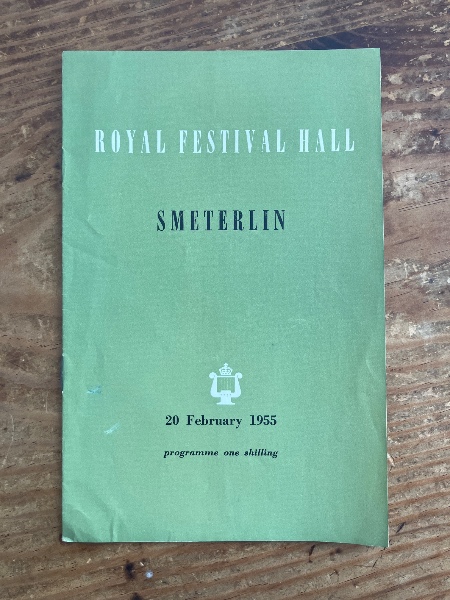 ROYAL FESTIVAL HALL
SMETERLIN
20 February 1955
programme one shilling